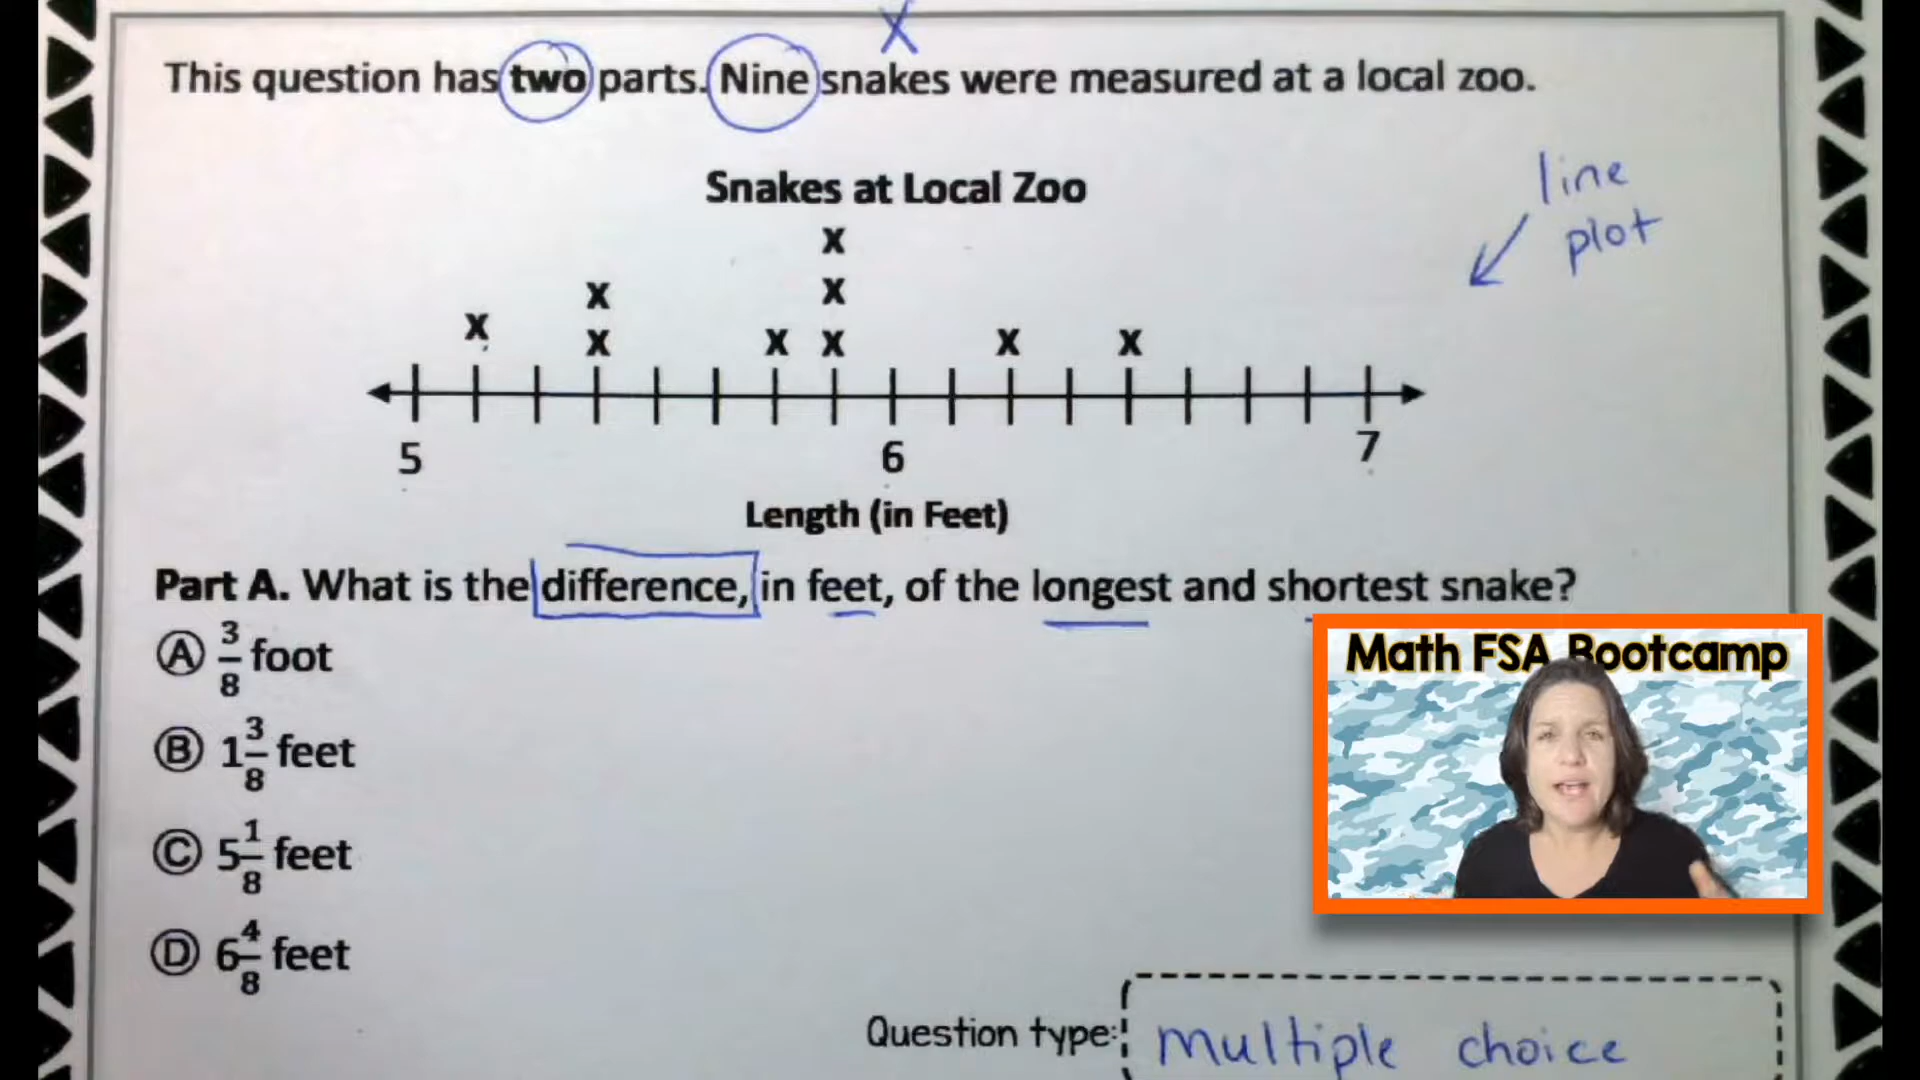 X
This question has two parts. Nine snakes were measured at a local zoo.
Snakes at Local Zoo
line
plot
X
X X
X X
X X X X X
5 6 7
Length (in Feet)
Part A. What is the difference, in feet, of the longest and shortest snake?
Ⓐ 3/8 foot
Ⓑ 1 3/8 feet
Ⓒ 5 1/8 feet
Ⓓ 6 4/8 feet
Math FSA Bootcamp
Question type: multiple choice